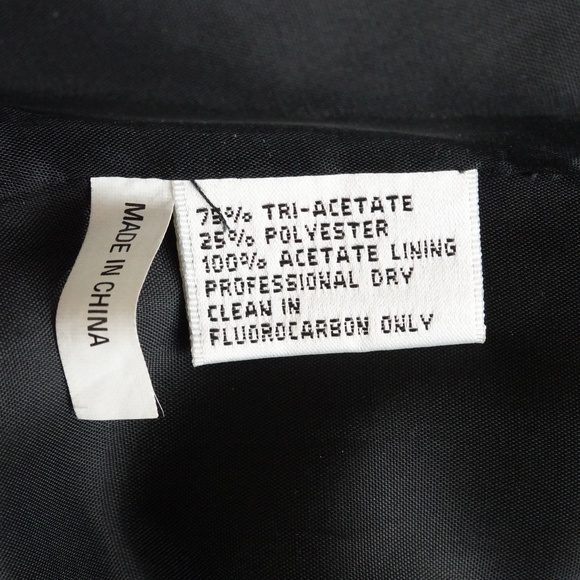 MADE IN CHINA
75% TRI-ACETATE
25% POLYESTER
100% ACETATE LINING
PROFESSIONAL DRY
CLEAN IN
FLUOROCARBON ONLY